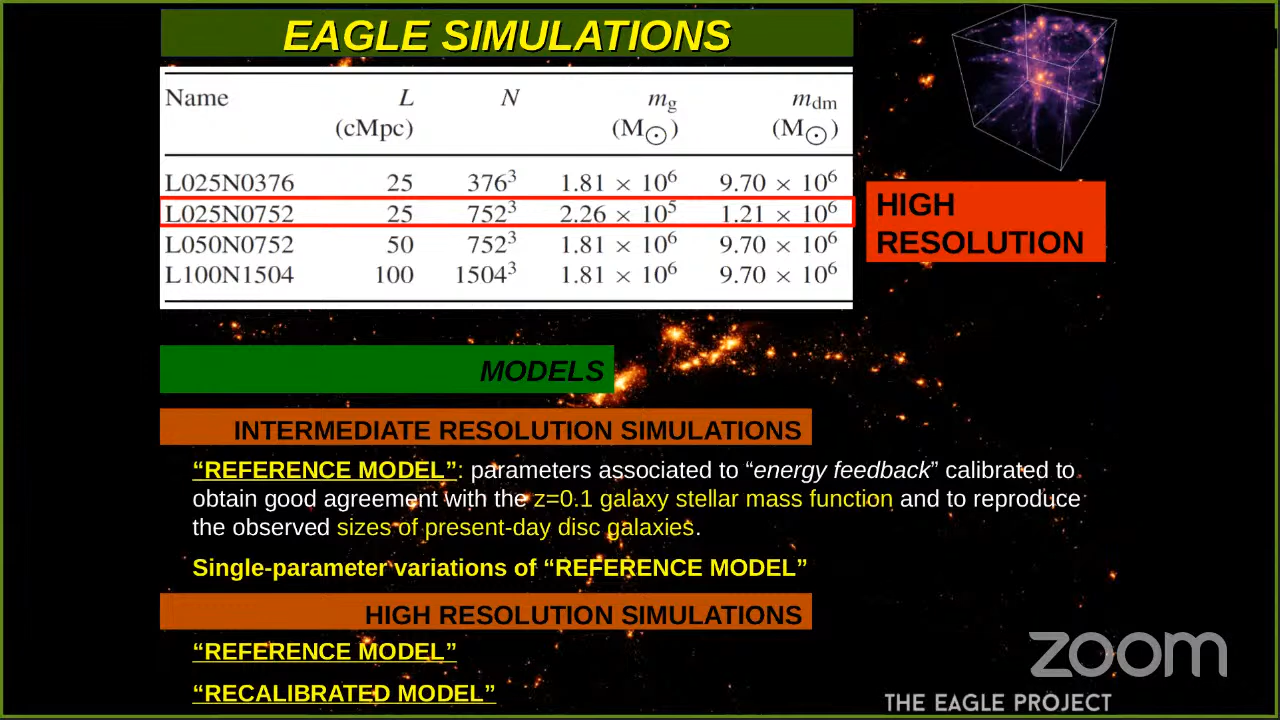 EAGLE SIMULATIONS
Name L N m_g m_dm
(cMpc) (M☉) (M☉)
L025N0376 25 376³ 1.81 × 10⁶ 9.70 × 10⁶
L025N0752 25 752³ 2.26 × 10⁵ 1.21 × 10⁶
L050N0752 50 752³ 1.81 × 10⁶ 9.70 × 10⁶
L100N1504 100 1504³ 1.81 × 10⁶ 9.70 × 10⁶
HIGH
RESOLUTION
MODELS
INTERMEDIATE RESOLUTION SIMULATIONS
“REFERENCE MODEL”: parameters associated to “energy feedback” calibrated to
obtain good agreement with the z=0.1 galaxy stellar mass function and to reproduce
the observed sizes of present-day disc galaxies.
Single-parameter variations of “REFERENCE MODEL”
HIGH RESOLUTION SIMULATIONS
“REFERENCE MODEL”
“RECALIBRATED MODEL”
zoom
THE EAGLE PROJECT